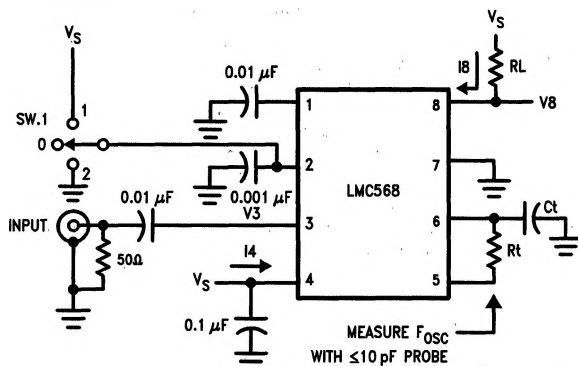 VS
VS
0.01 μF
I8
RL
1
8
V8
SW.1
1
0
2
0.001 μF
2
7
LMC568
0.01 μF
V3
INPUT
3
6
Ct
50Ω
Rt
I4
VS
4
5
0.1 μF
MEASURE FOSC
WITH ≤10 pF PROBE